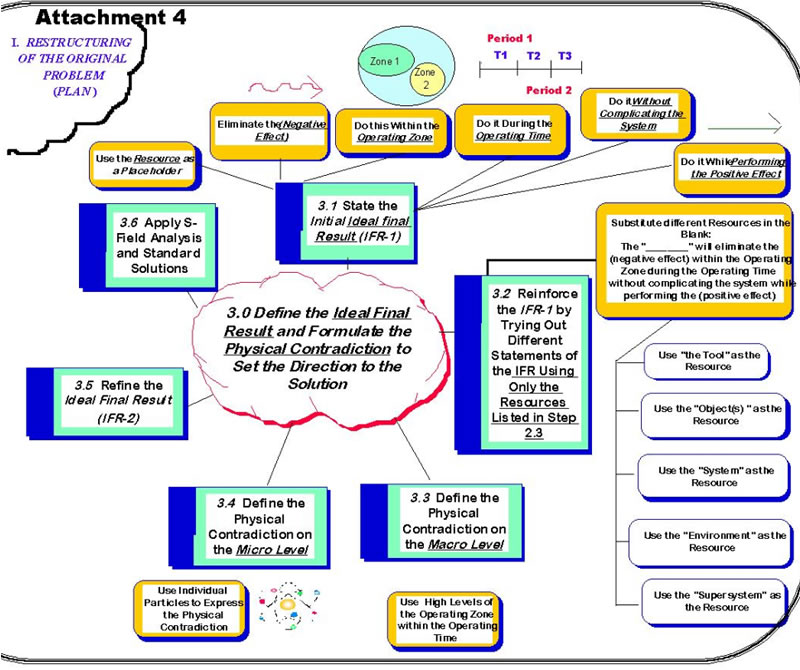 Attachment 4
I. RESTRUCTURING
OF THE ORIGINAL
PROBLEM
(PLAN)
Zone 1
Zone
2
Period 1
T1 T2 T3
Period 2
Eliminate the(Negative
Effect)
Do this Within the
Operating Zone
Do it During the
Operating Time
Do it Without
Complicating the
System
Use the Resource as
a Placeholder
Do it While Performing
the Positive Effect
3.1 State the
Initial Ideal final
Result (IFR-1)
3.6 Apply S-
Field Analysis
and Standard
Solutions
Substitute different Resources in the
Blank:
The "_______" will eliminate the
(negative effect) within the Operating
Zone during the Operating Time
without complicating the system while
performing the (positive effect)
3.0 Define the Ideal Final
Result and Formulate the
Physical Contradiction to
Set the Direction to the
Solution
3.2 Reinforce
the IFR-1 by
Trying Out
Different
Statements of
the IFR Using
Only the
Resources
Listed in Step
2.3
3.5 Refine the
Ideal Final Result
(IFR-2)
Use "the Tool" as the
Resource
Use the "Object(s) " as the
Resource
Use the "System" as the
Resource
Use the "Environment" as the
Resource
Use the "Supersystem" as
the Resource
3.4 Define the
Physical
Contradiction on
the Micro Level
3.3 Define the
Physical
Contradiction on
the Macro Level
Use Individual
Particles to Express
the Physical
Contradiction
Use High Levels of
the Operating Zone
within the Operating
Time